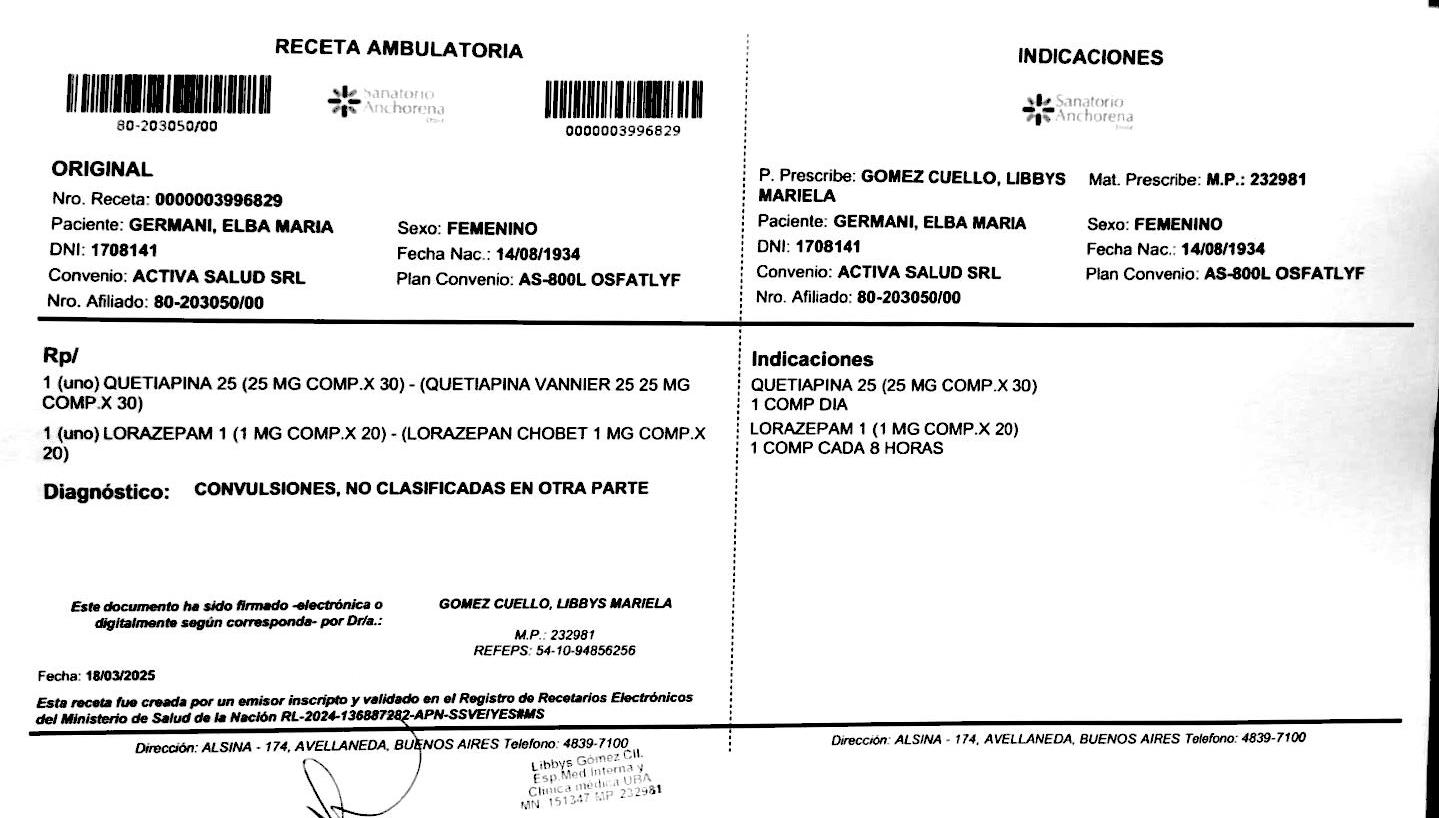 RECETA AMBULATORIA
80-203050/00
Sanatorio
Anchorena
0000003996829
ORIGINAL
Nro. Receta: 0000003996829
Paciente: GERMANI, ELBA MARIA
Sexo: FEMENINO
DNI: 1708141
Fecha Nac.: 14/08/1934
Convenio: ACTIVA SALUD SRL
Plan Convenio: AS-800L OSFATLYF
Nro. Afiliado: 80-203050/00
Rp/
1 (uno) QUETIAPINA 25 (25 MG COMP.X 30) - (QUETIAPINA VANNIER 25 25 MG
COMP.X 30)
1 (uno) LORAZEPAM 1 (1 MG COMP.X 20) - (LORAZEPAN CHOBET 1 MG COMP.X
20)
Diagnóstico: CONVULSIONES, NO CLASIFICADAS EN OTRA PARTE
Este documento ha sido firmado -electrónica o
digitalmente según corresponda- por Dr/a.:
GOMEZ CUELLO, LIBBYS MARIELA
M.P.: 232981
REFEPS: 54-10-94856256
Fecha: 18/03/2025
Esta receta fue creada por un emisor inscripto y validado en el Registro de Recetarios Electrónicos
del Ministerio de Salud de la Nación RL-2024-136887282-APN-SSVEIYES#MS
Dirección: ALSINA - 174, AVELLANEDA, BUENOS AIRES Telefono: 4839-7100
Libbys Gómez
Esp.Med Interna y
Clinica médica UBA
MN 151347 MP 232981
INDICACIONES
Sanatorio
Anchorena
P. Prescribe: GOMEZ CUELLO, LIBBYS
MARIELA
Mat. Prescribe: M.P.: 232981
Paciente: GERMANI, ELBA MARIA
Sexo: FEMENINO
DNI: 1708141
Fecha Nac.: 14/08/1934
Convenio: ACTIVA SALUD SRL
Plan Convenio: AS-800L OSFATLYF
Nro. Afiliado: 80-203050/00
Indicaciones
QUETIAPINA 25 (25 MG COMP.X 30)
1 COMP DIA
LORAZEPAM 1 (1 MG COMP.X 20)
1 COMP CADA 8 HORAS
Dirección: ALSINA - 174, AVELLANEDA, BUENOS AIRES Telefono: 4839-7100